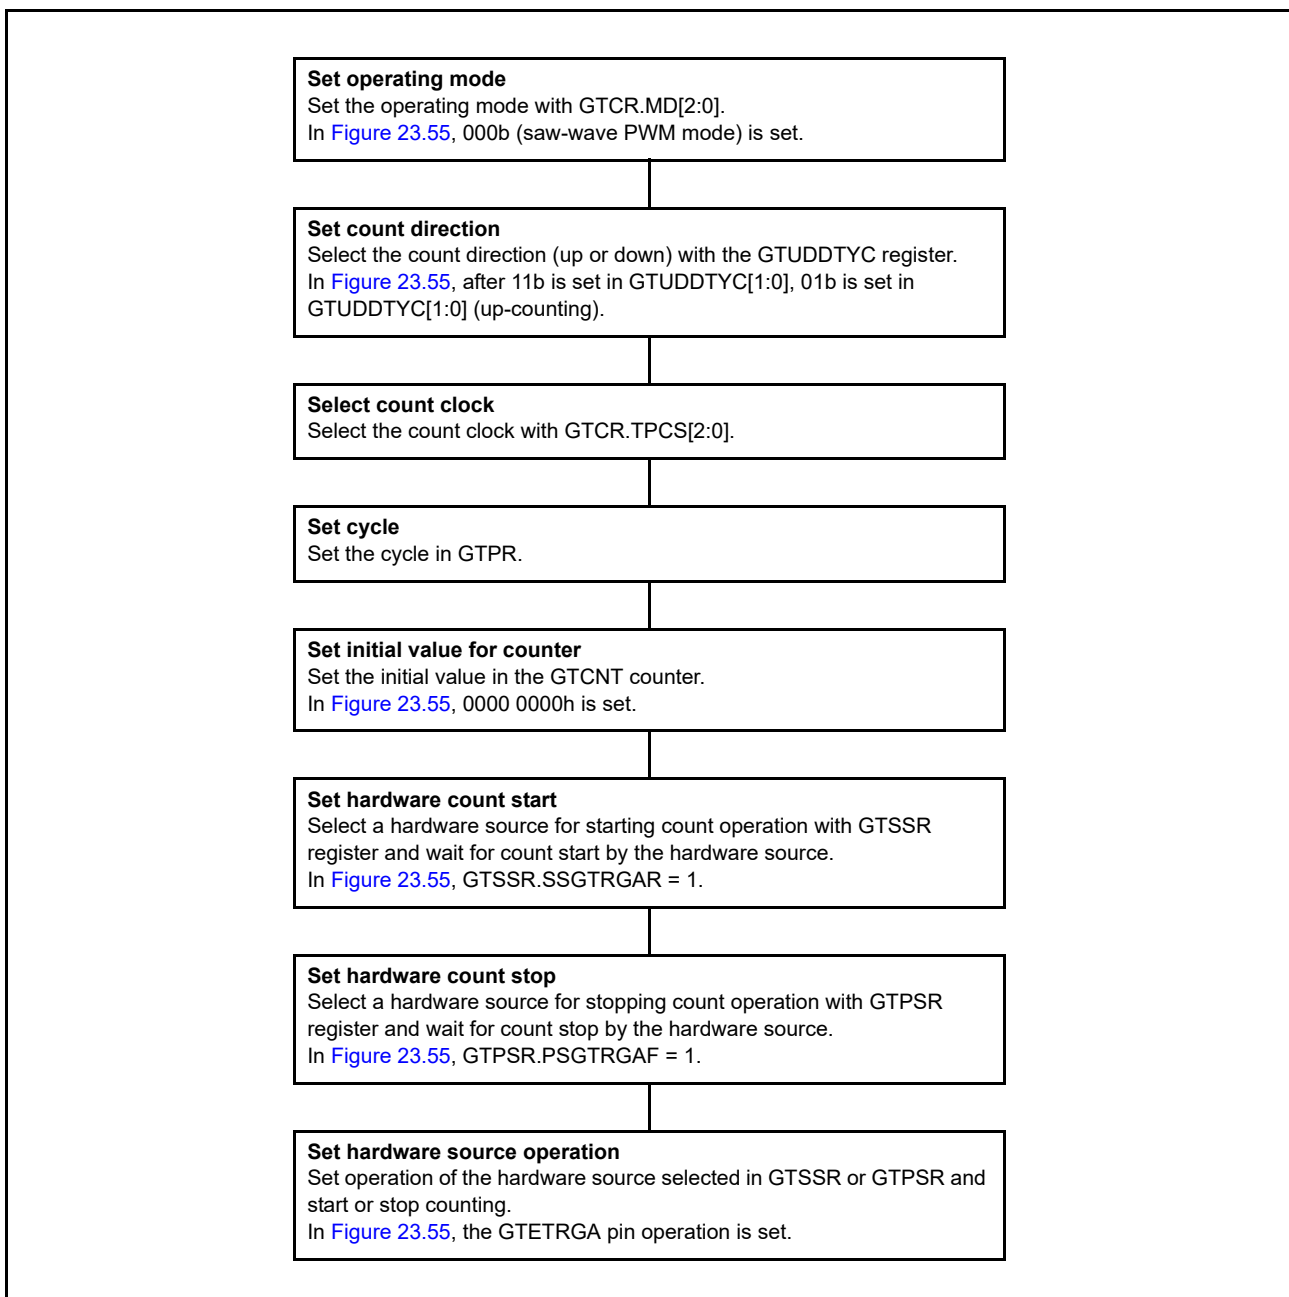 Set operating mode
Set the operating mode with GTCR.MD[2:0].
In Figure 23.55, 000b (saw-wave PWM mode) is set.
Set count direction
Select the count direction (up or down) with the GTUDDTYC register.
In Figure 23.55, after 11b is set in GTUDDTYC[1:0], 01b is set in
GTUDDTYC[1:0] (up-counting).
Select count clock
Select the count clock with GTCR.TPCS[2:0].
Set cycle
Set the cycle in GTPR.
Set initial value for counter
Set the initial value in the GTCNT counter.
In Figure 23.55, 0000 0000h is set.
Set hardware count start
Select a hardware source for starting count operation with GTSSR
register and wait for count start by the hardware source.
In Figure 23.55, GTSSR.SSGTRGAR = 1.
Set hardware count stop
Select a hardware source for stopping count operation with GTPSR
register and wait for count stop by the hardware source.
In Figure 23.55, GTPSR.PSGTRGAF = 1.
Set hardware source operation
Set operation of the hardware source selected in GTSSR or GTPSR and
start or stop counting.
In Figure 23.55, the GTETRGA pin operation is set.